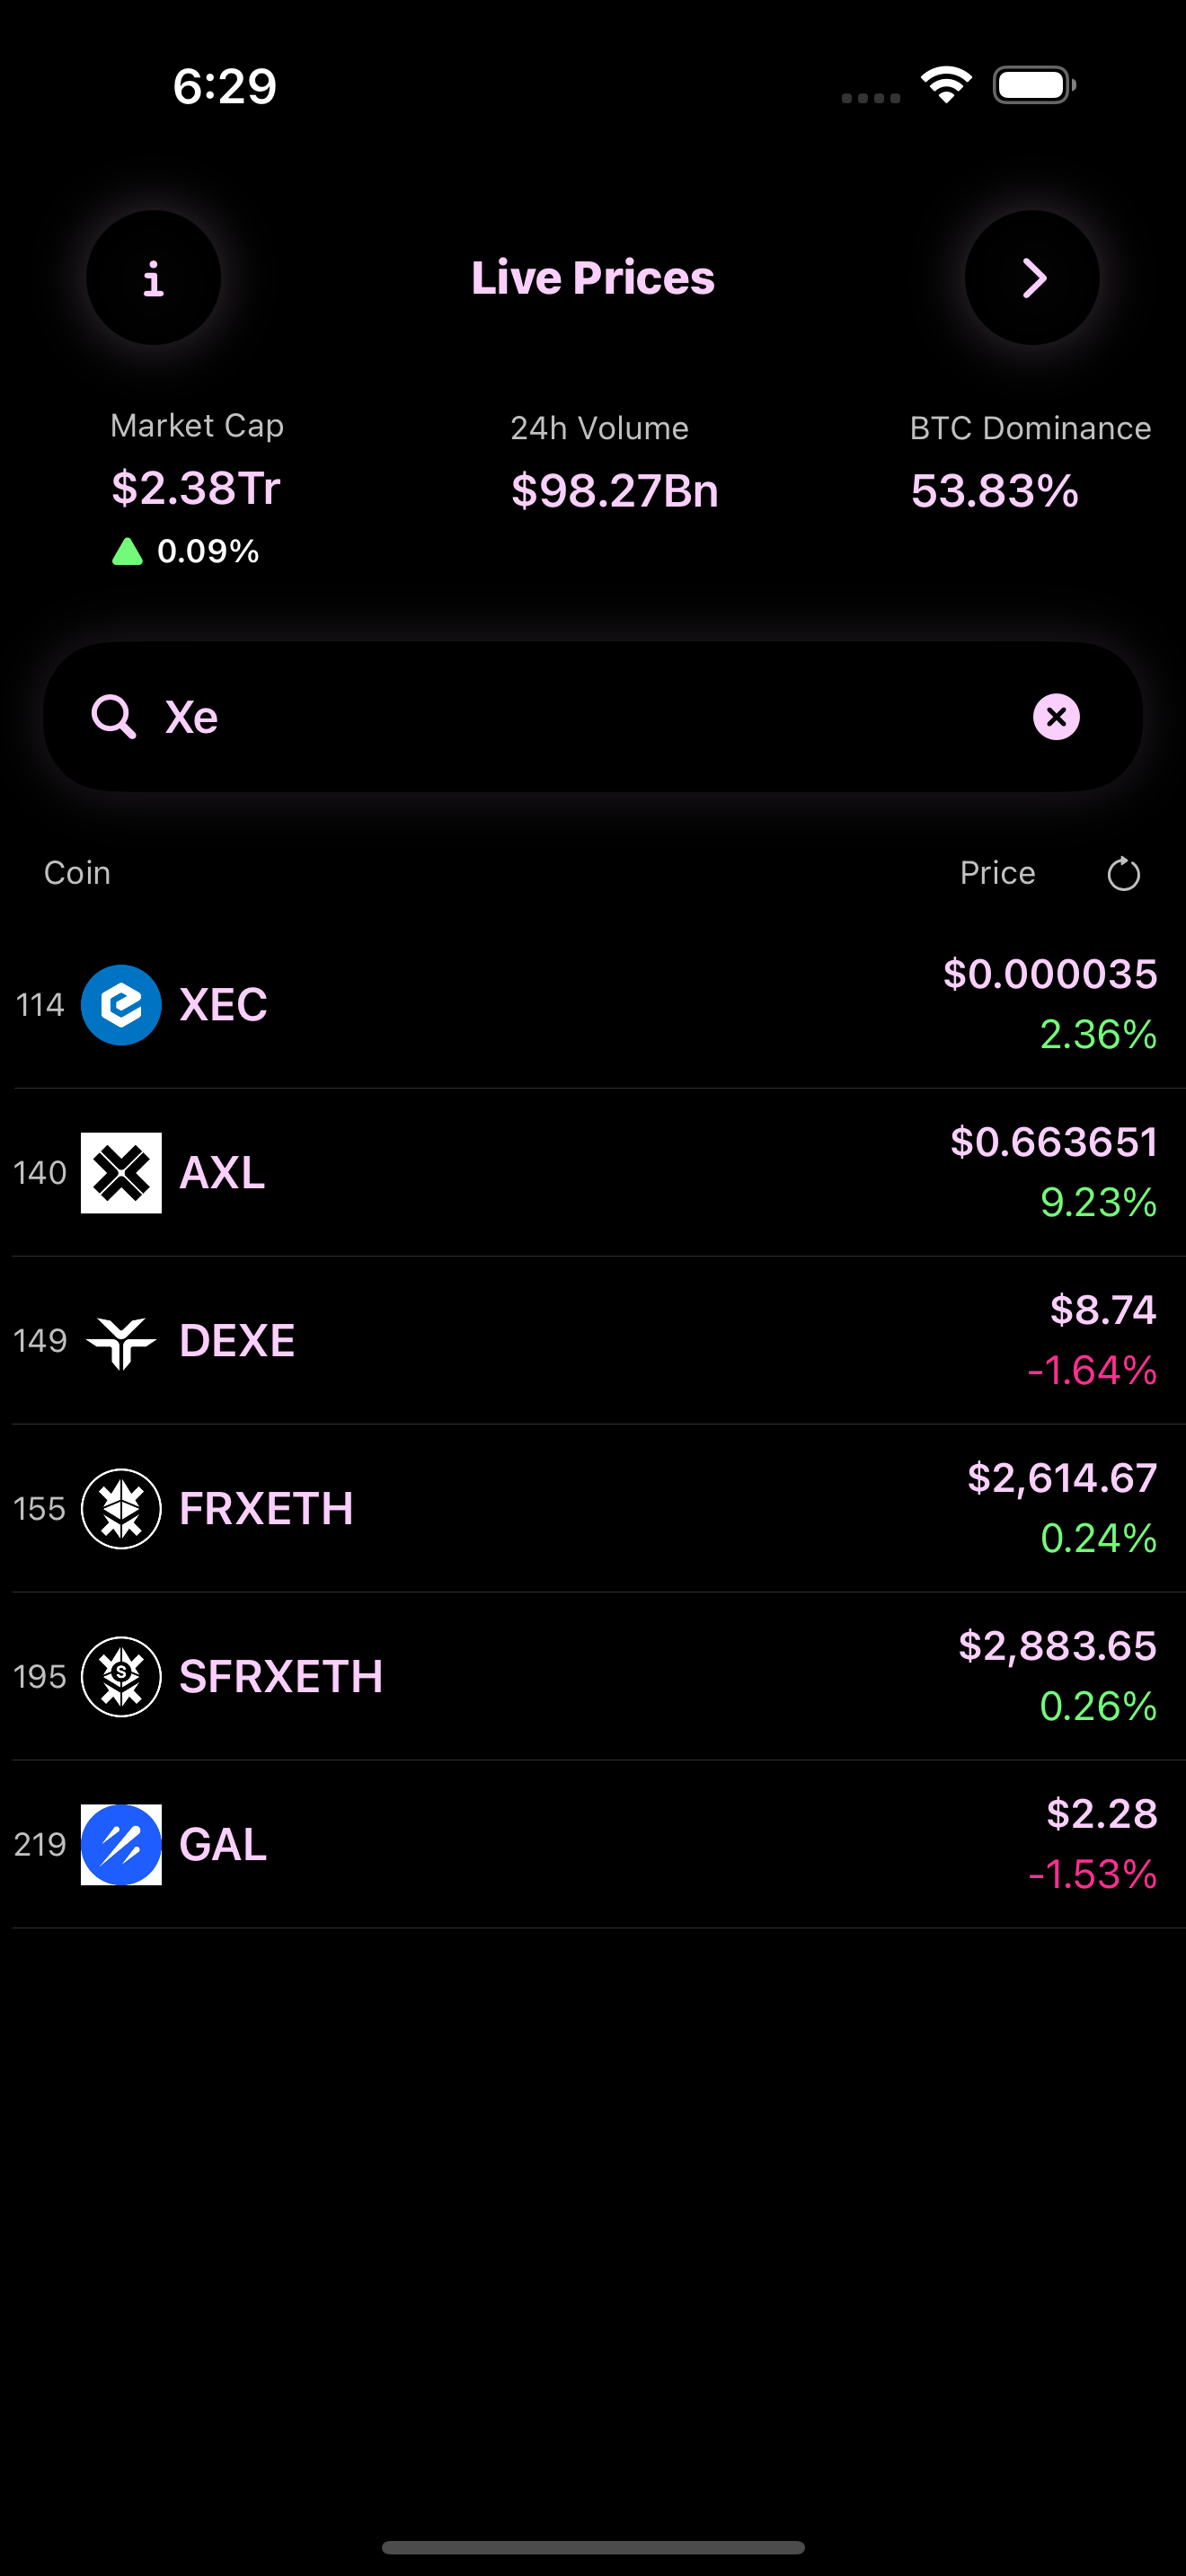 6:29
i
Live Prices
Market Cap
24h Volume
BTC Dominance
$2.38Tr
$98.27Bn
53.83%
0.09%
Xe
Coin
Price
114
XEC
$0.000035
2.36%
140
AXL
$0.663651
9.23%
149
DEXE
$8.74
-1.64%
155
FRXETH
$2,614.67
0.24%
195
S
SFRXETH
$2,883.65
0.26%
219
GAL
$2.28
-1.53%